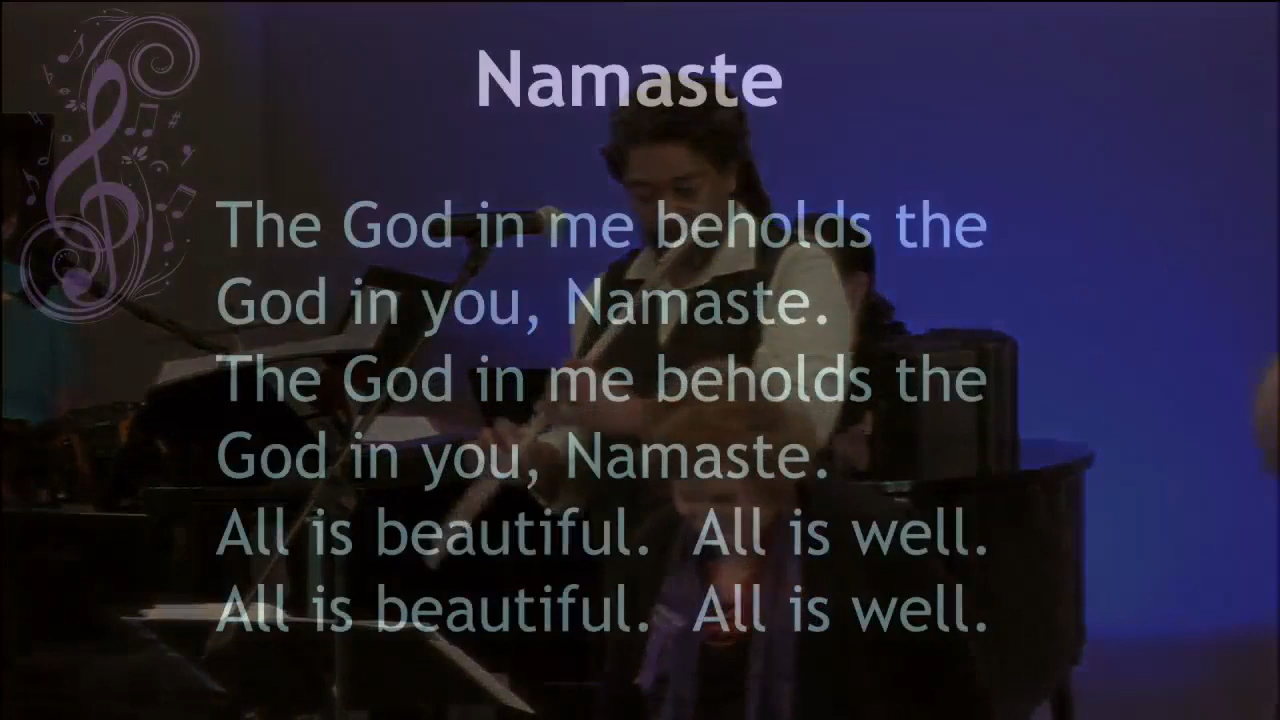 Namaste
The God in me beholds the
God in you, Namaste.
The God in me beholds the
God in you, Namaste.
All is beautiful.  All is well.
All is beautiful.  All is well.